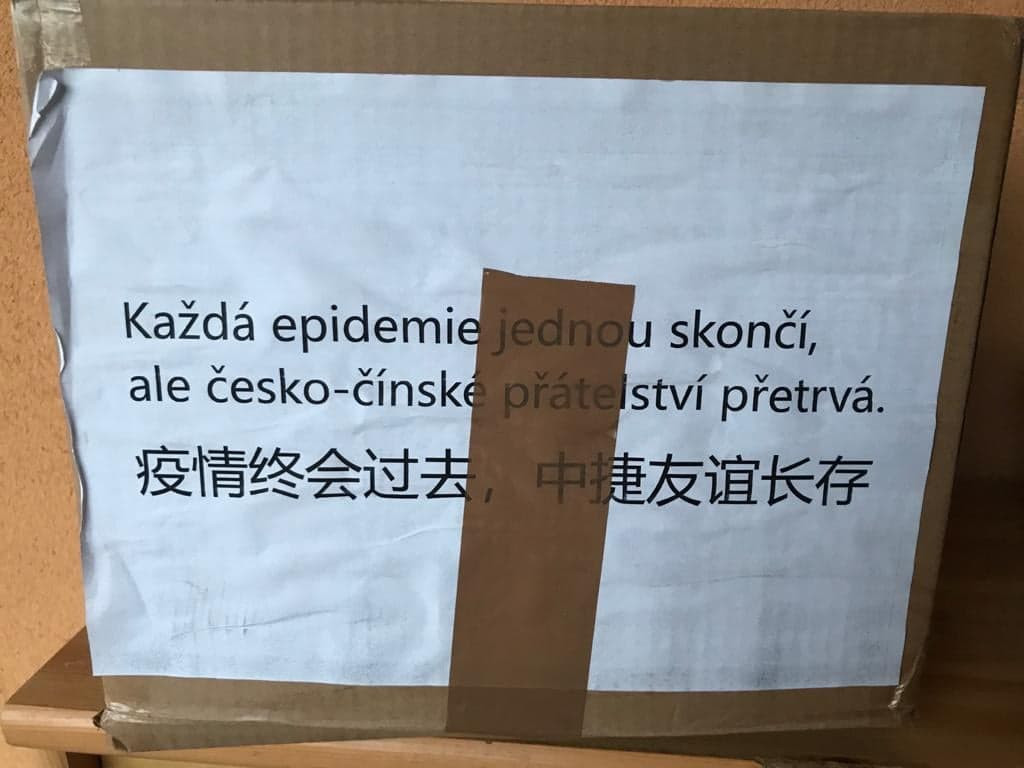 Každá epidemie jednou skončí,
ale česko-čínské přátelství přetrvá.
疫情终会过去，中捷友谊长存